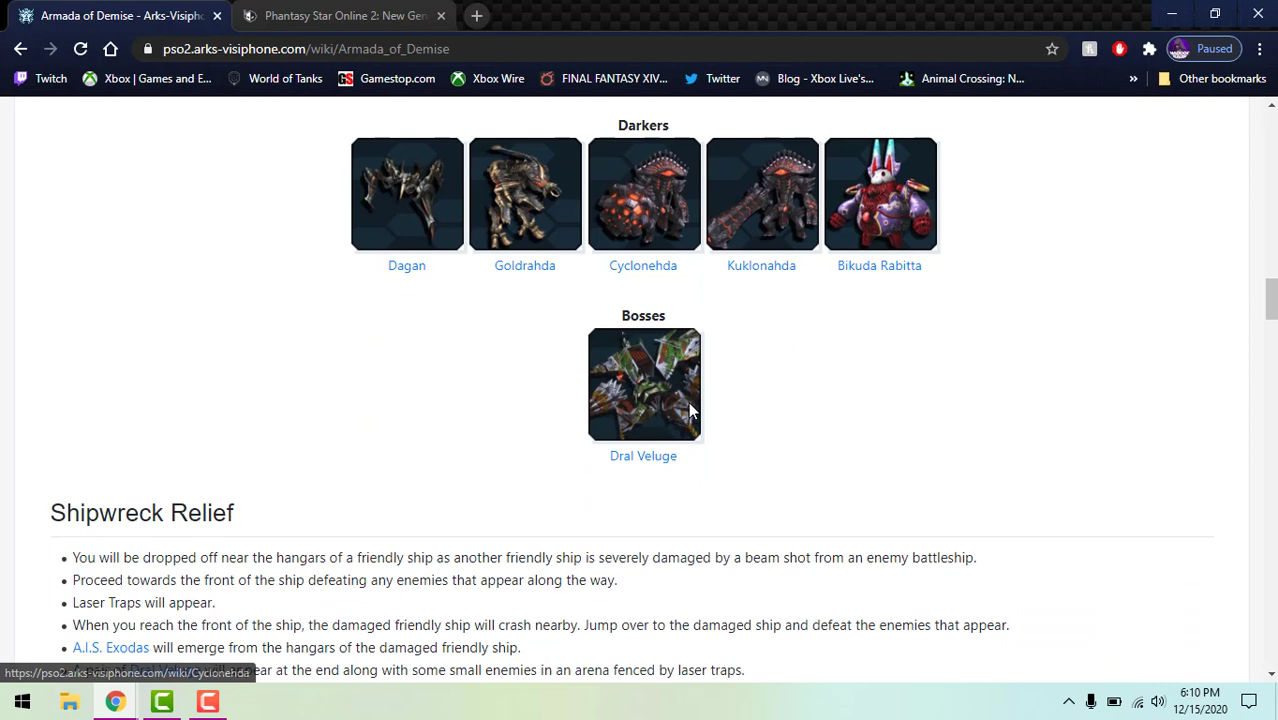 Armada of Demise - Arks-Visiph
Phantasy Star Online 2: New Gen
pso2.arks-visiphone.com/wiki/Armada_of_Demise
Paused
Twitch
Xbox | Games and E...
World of Tanks
GS
Gamestop.com
Xbox Wire
FINAL FANTASY XIV...
Twitter
Blog - Xbox Live's...
Animal Crossing: N...
Other bookmarks
Darkers
Dagan
Goldrahda
Cyclonehda
Kuklonahda
Bikuda Rabitta
Bosses
Dral Veluge
Shipwreck Relief
• You will be dropped off near the hangars of a friendly ship as another friendly ship is severely damaged by a beam shot from an enemy battleship.
• Proceed towards the front of the ship defeating any enemies that appear along the way.
• Laser Traps will appear.
• When you reach the front of the ship, the damaged friendly ship will crash nearby. Jump over to the damaged ship and defeat the enemies that appear.
• A.I.S. Exodas will emerge from the hangars of the damaged friendly ship.
ear at the end along with some small enemies in an arena fenced by laser traps.
https://pso2.arks-visiphone.com/wiki/Cyclonehda
6:10 PM
12/15/2020